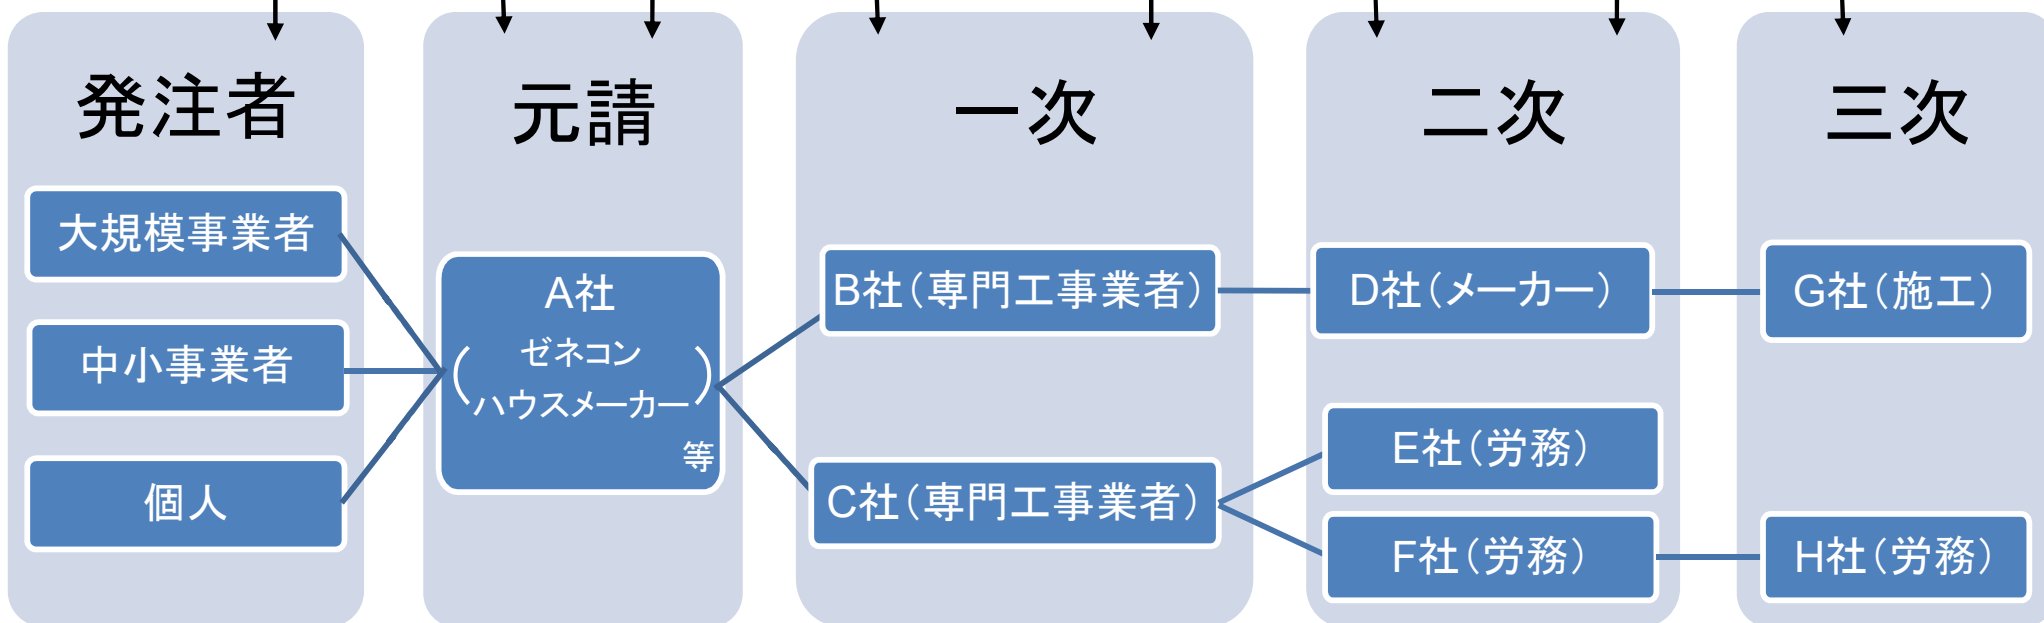 発注者
大規模事業者
中小事業者
個人
元請
A社
（ゼネコン
ハウスメーカー）
等
一次
B社（専門工事業者）
C社（専門工事業者）
二次
D社（メーカー）
E社（労務）
F社（労務）
三次
G社（施工）
H社（労務）